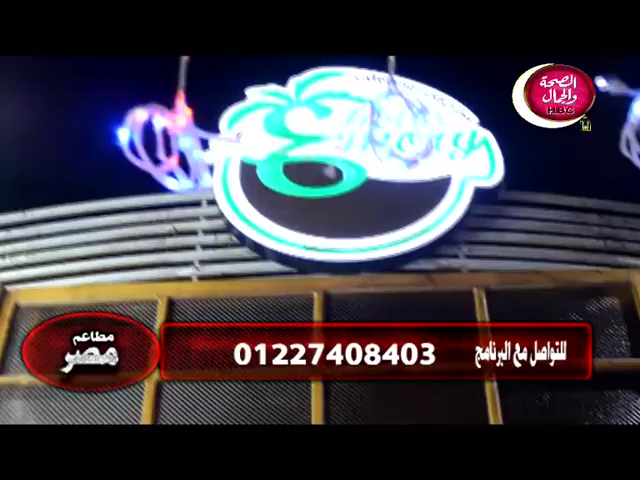 الصحة
والجمال
HBC
مطاعم
مصر
01227408403
للتواصل مع البرنامج